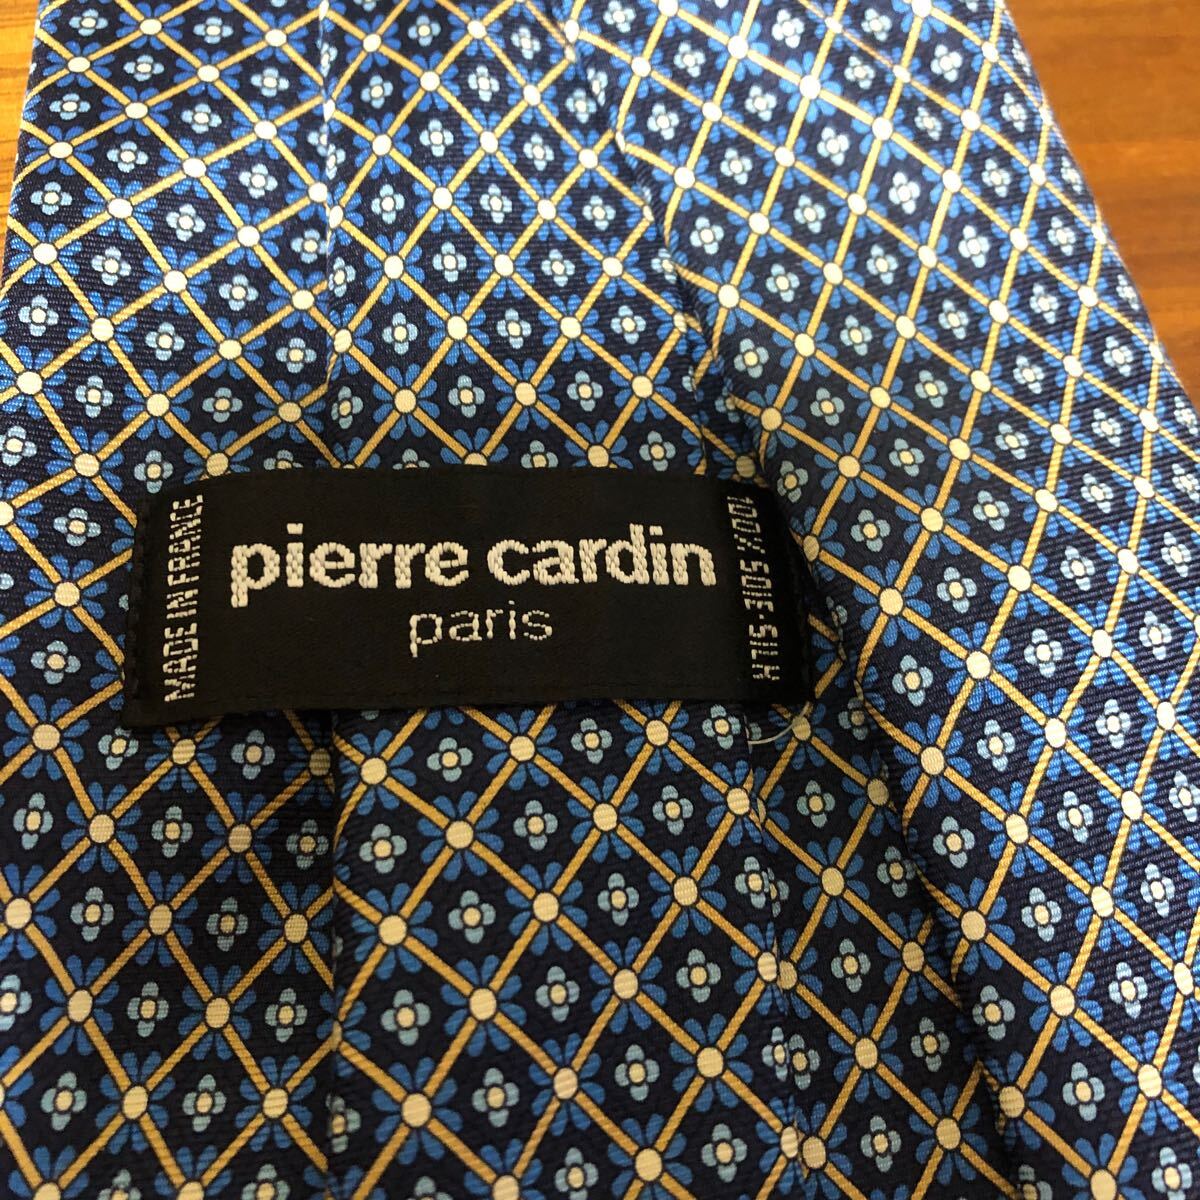 MADE IN FRANCE
pierre cardin
paris
100% SOIE-SILK